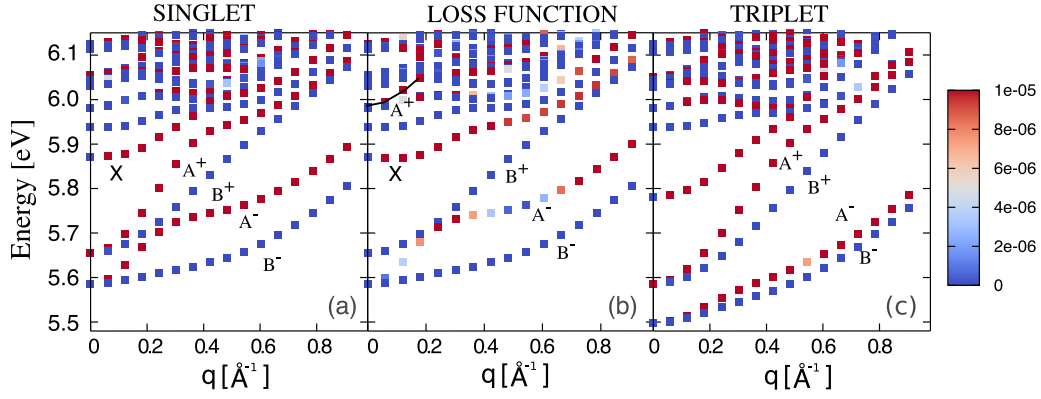 SINGLET LOSS FUNCTION TRIPLET
6.1
6.0
5.9
5.8
5.7
5.6
5.5
Energy [eV]
X
A+
B+
A-
B-
(a)
A+
X
B+
A-
B-
(b)
A+
B+
A-
B-
(c)
0 0.2 0.4 0.6 0.8
0 0.2 0.4 0.6 0.8
0 0.2 0.4 0.6 0.8
q [Å-1]
q [Å-1]
q [Å-1]
1e-05
8e-06
6e-06
4e-06
2e-06
0